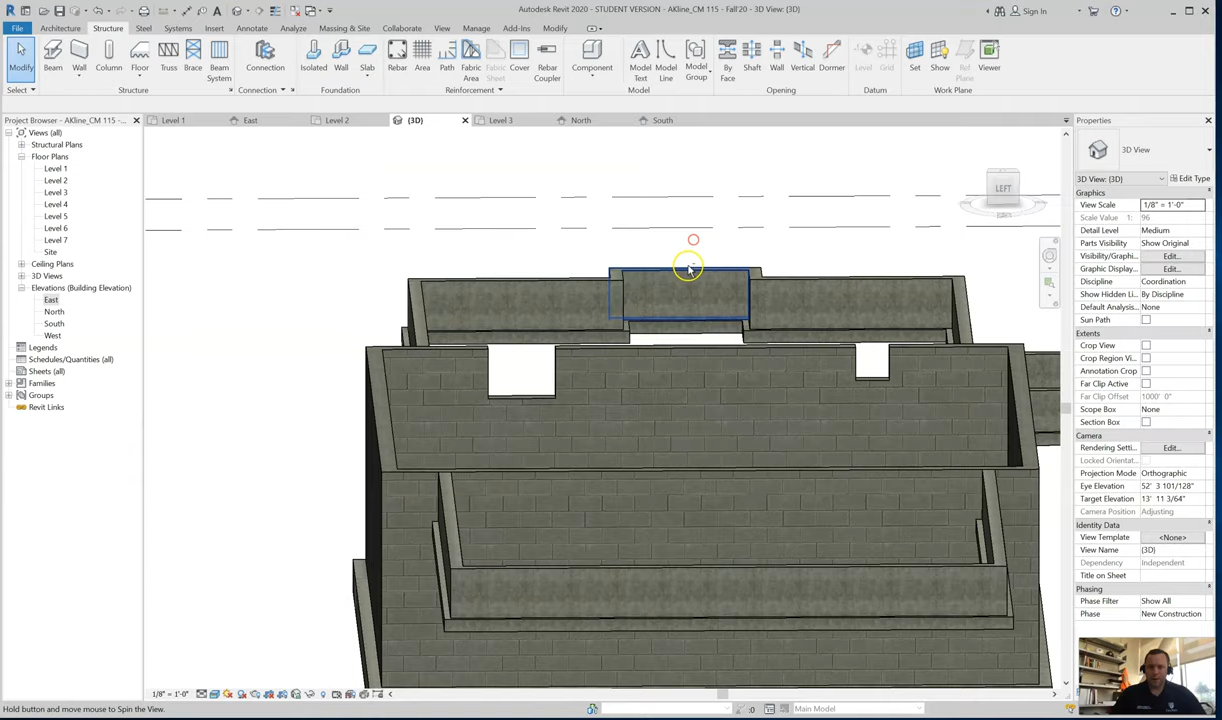 Autodesk Revit 2020 - STUDENT VERSION - AKline_CM 115 - Fall'20 - 3D View: {3D}
Sign In
File Architecture Structure Steel Systems Insert Annotate Analyze Massing & Site Collaborate View Manage Add-Ins Modify
Modify Beam Wall Column Floor Truss Brace Beam System Connection Isolated Wall Slab Rebar Area Path Fabric Area Fabric Sheet Cover Rebar Coupler Component Model Text Model Line Model Group By Face Shaft Wall Vertical Dormer Level Grid Set Show Ref Plane Viewer
Select Structure Connection Foundation Reinforcement Model Opening Datum Work Plane
Project Browser - AKline_CM 115 -...
Level 1 East Level 2 {3D} Level 3 North South
Properties
Views (all)
Structural Plans
Floor Plans
Level 1
Level 2
Level 3
Level 4
Level 5
Level 6
Level 7
Site
Ceiling Plans
3D Views
Elevations (Building Elevation)
East
North
South
West
Legends
Schedules/Quantities (all)
Sheets (all)
Families
Groups
Revit Links
LEFT
3D View
3D View: {3D} Edit Type
Graphics
View Scale 1/8" = 1'-0"
Scale Value 1: 96
Detail Level Medium
Parts Visibility Show Original
Visibility/Graphi... Edit...
Graphic Display... Edit...
Discipline Coordination
Show Hidden Li... By Discipline
Default Analysis... None
Sun Path
Extents
Crop View
Crop Region Vi...
Annotation Crop
Far Clip Active
Far Clip Offset 1000' 0"
Scope Box None
Section Box
Camera
Rendering Setti... Edit...
Locked Orientat...
Projection Mode Orthographic
Eye Elevation 52' 3 101/128"
Target Elevation 13' 11 3/64"
Camera Position Adjusting
Identity Data
View Template <None>
View Name {3D}
Dependency Independent
Title on Sheet
Phasing
Phase Filter Show All
Phase New Construction
1/8" = 1'-0"
Hold button and move mouse to Spin the View.
:0
Main Model